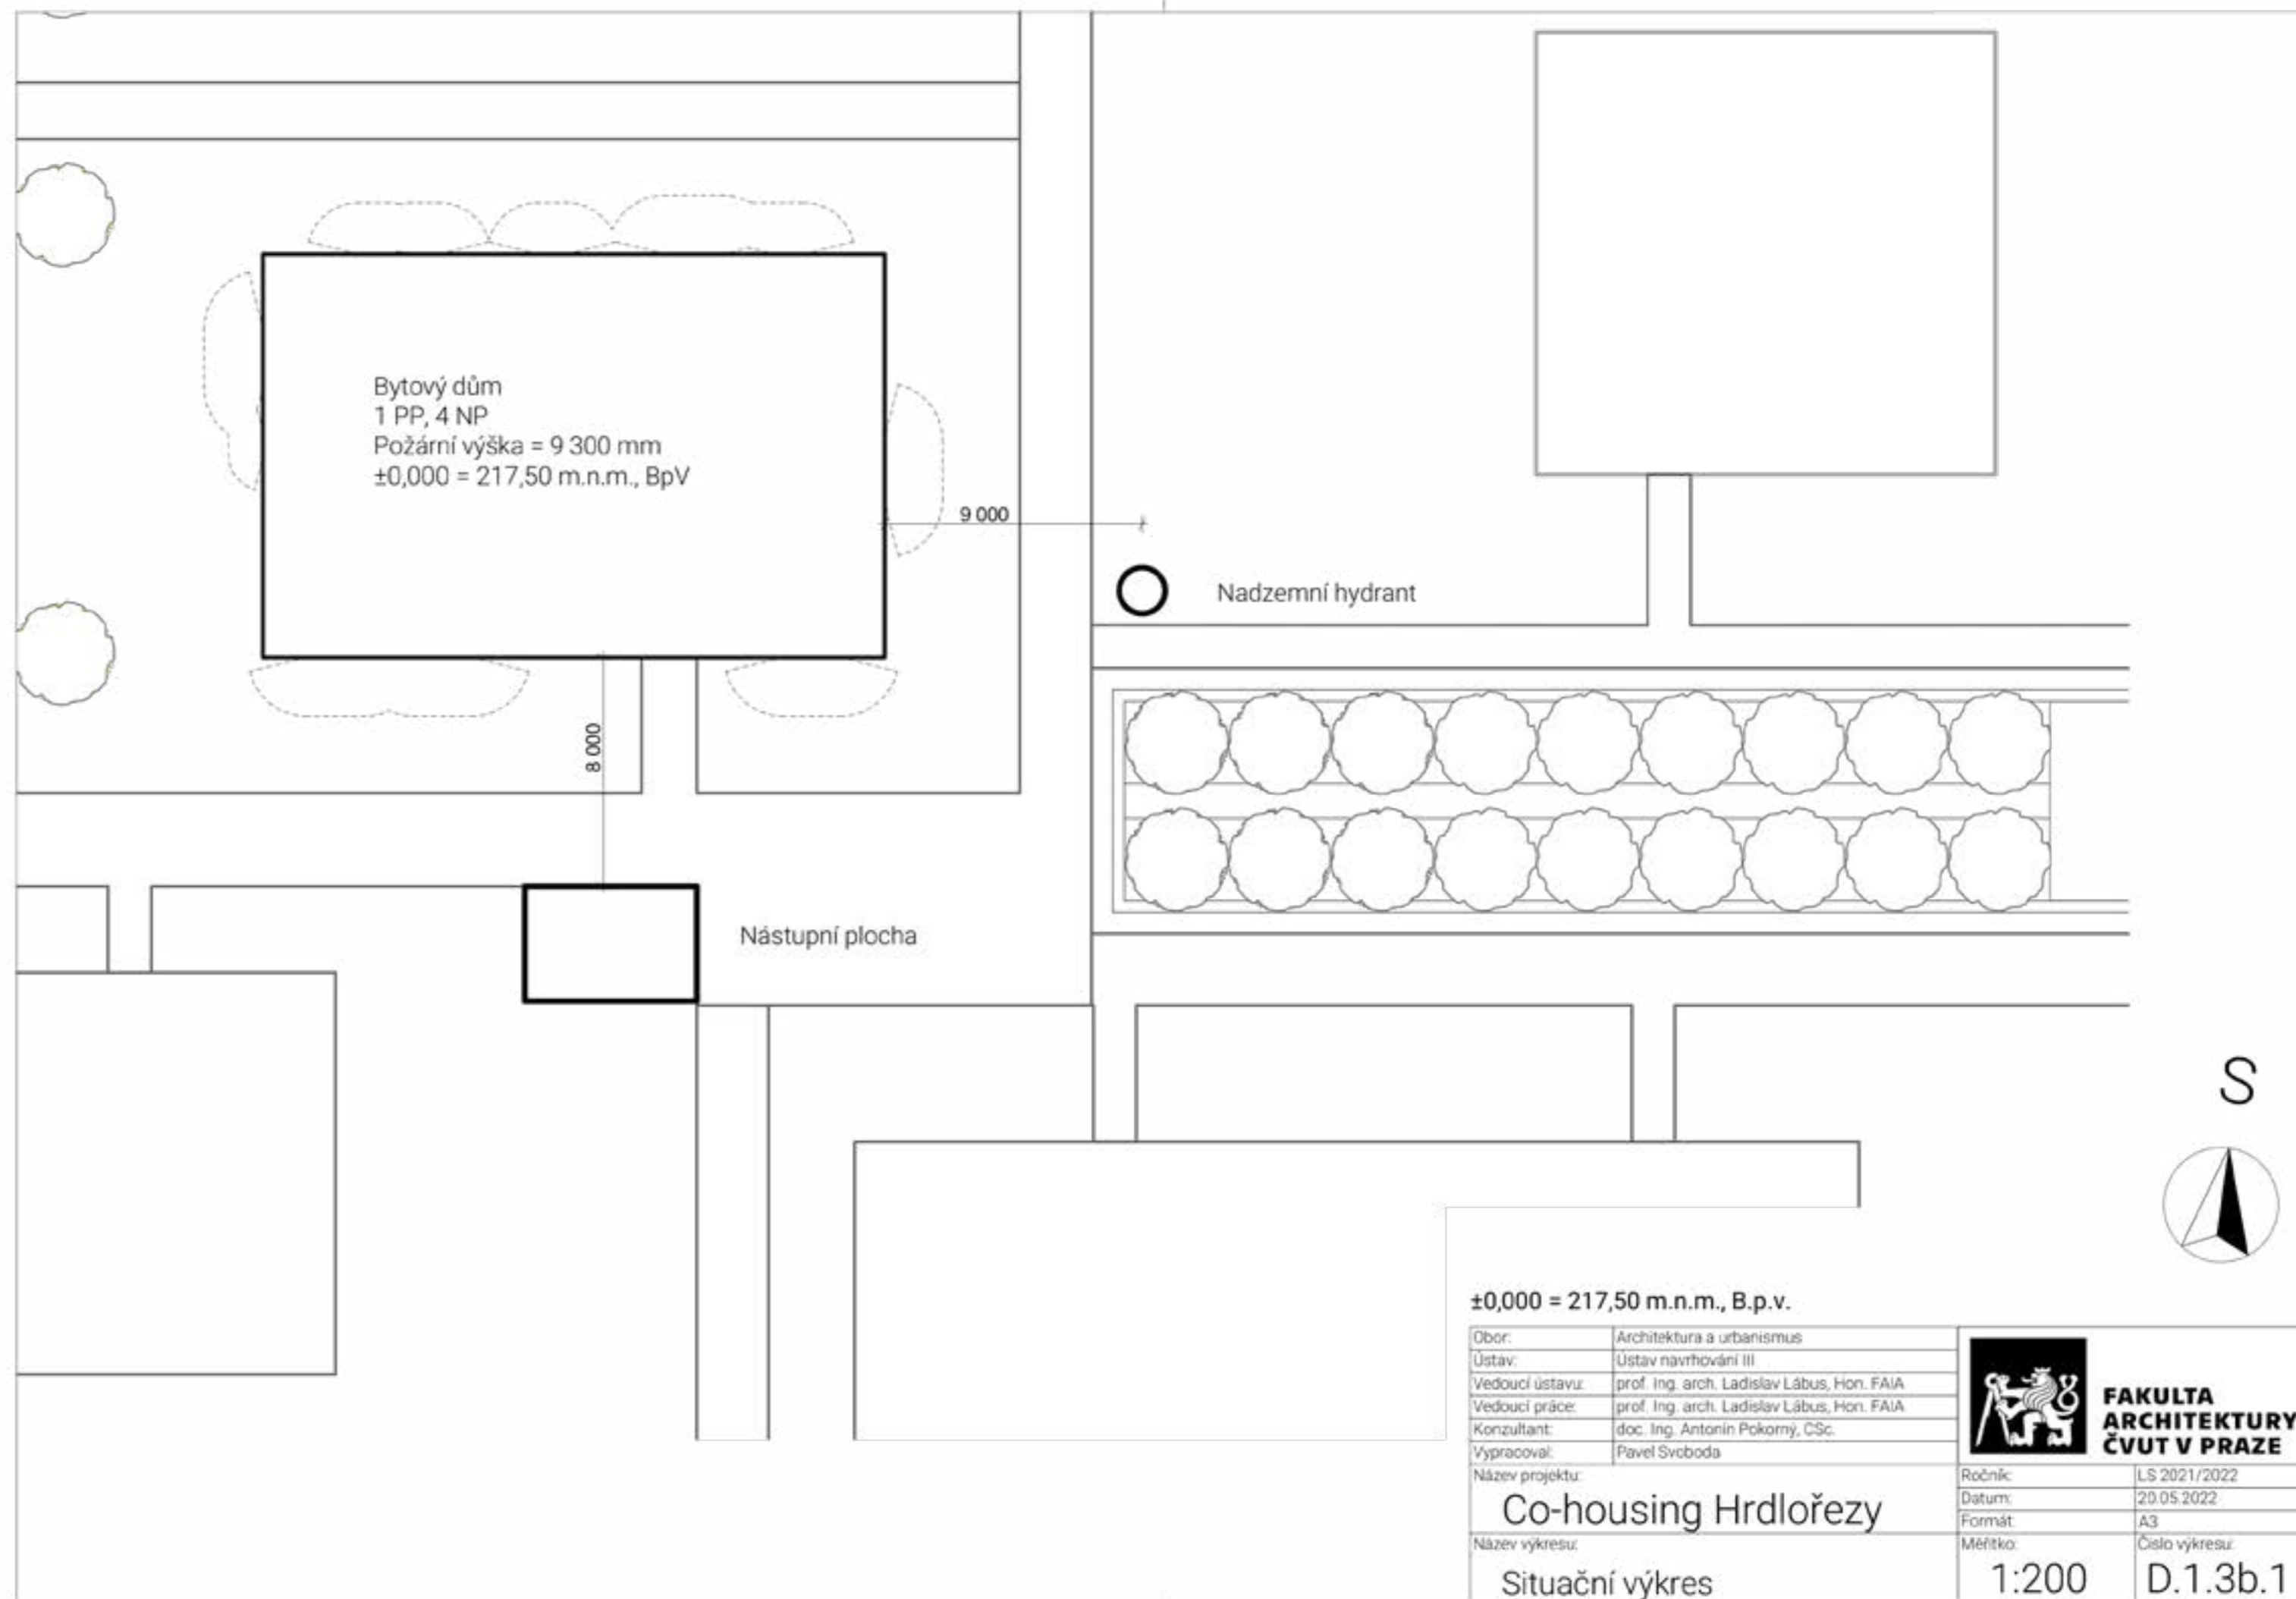 Bytový dům
1 PP, 4 NP
Požární výška = 9 300 mm
±0,000 = 217,50 m.n.m., BpV
9 000
Nadzemní hydrant
8 000
Nástupní plocha
S
±0,000 = 217,50 m.n.m., B.p.v.
Obor: Architektura a urbanismus
Ústav: Ústav navrhování III
Vedoucí ústavu: prof. Ing. arch. Ladislav Lábus, Hon. FAIA
Vedoucí práce: prof. Ing. arch. Ladislav Lábus, Hon. FAIA
Konzultant: doc. Ing. Antonín Pokorný, CSc.
Vypracoval: Pavel Svoboda
FAKULTA
ARCHITEKTURY
ČVUT V PRAZE
Název projektu:
Co-housing Hrdlořezy
Ročník: LS 2021/2022
Datum: 20.05.2022
Formát: A3
Název výkresu:
Situační výkres
Měřítko:
1:200
Číslo výkresu:
D.1.3b.1